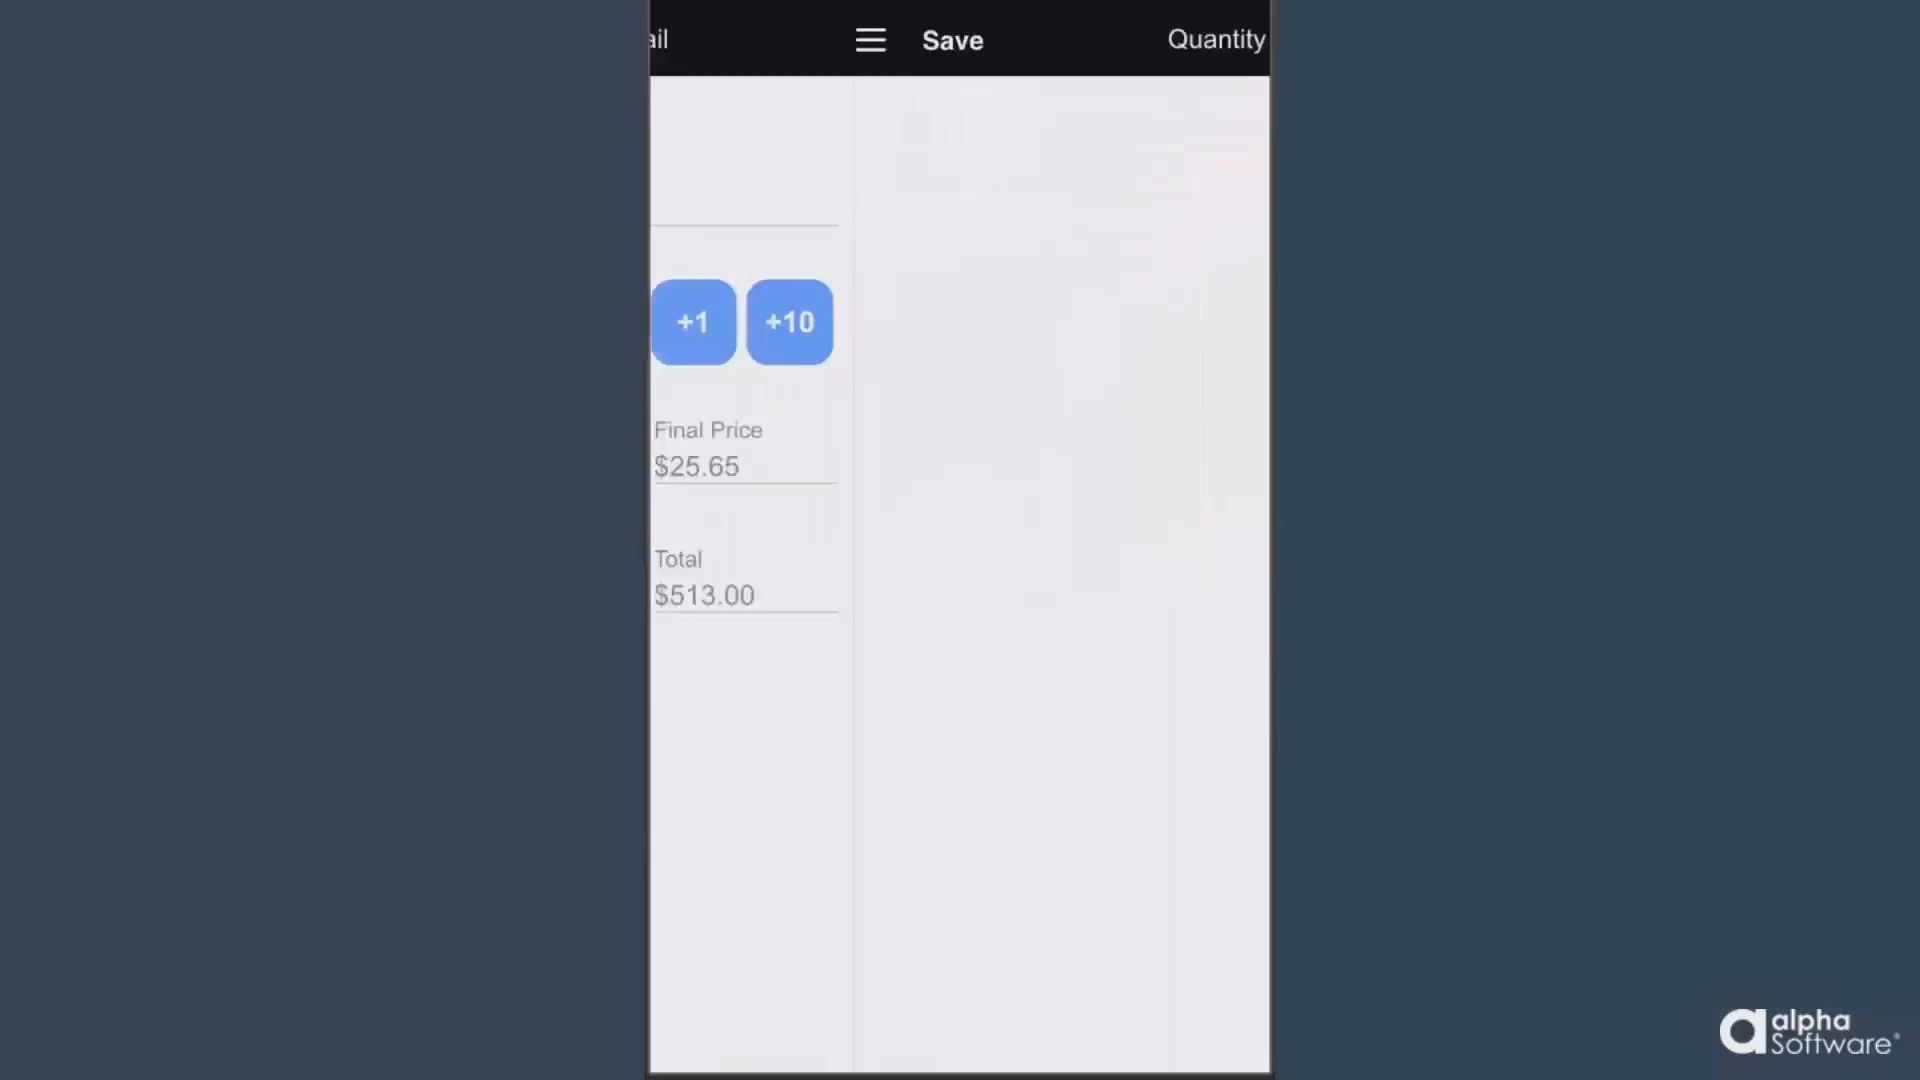 ail
Save
Quantity
+1
+10
Final Price
$25.65
Total
$513.00
alpha
Software®